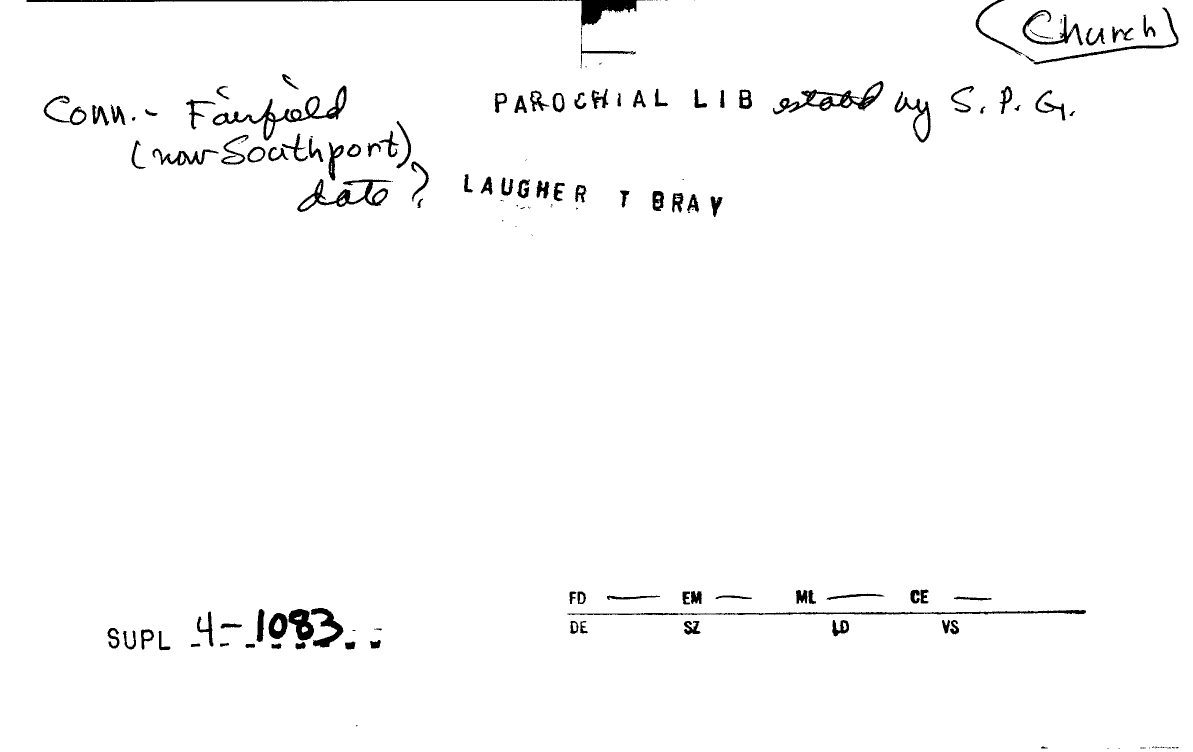 Church
Conn. - Fairfield PAROCHIAL LIB estabd by S. P. G.
(now Southport)
date? LAUGHER T BRAY
FD — EM — ML — CE —
SUPL 4-1083
DE SZ LD VS